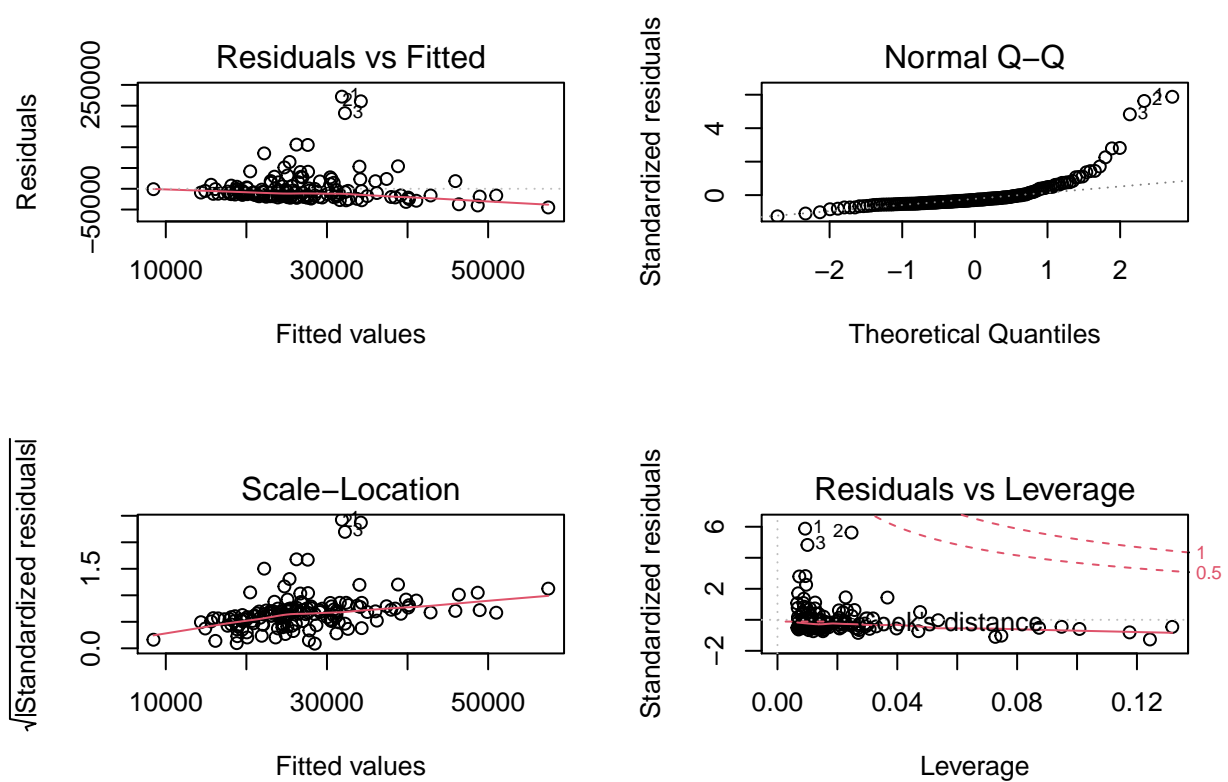 Residuals vs Fitted
Residuals
−50000
250000
1
2
3
10000
30000
50000
Fitted values
Normal Q−Q
Standardized residuals
0
4
1
2
3
−2
−1
0
1
2
Theoretical Quantiles
Scale−Location
√|Standardized residuals|
0.0
1.5
1
2
3
10000
30000
50000
Fitted values
Residuals vs Leverage
Standardized residuals
−2
2
6
1
2
3
1
0.5
Cook's distance
0.00
0.04
0.08
0.12
Leverage